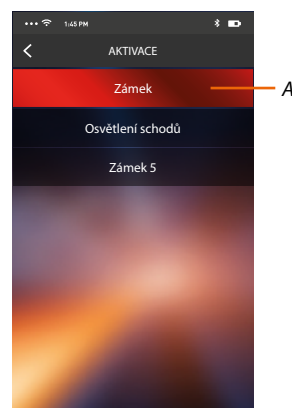 1:45 PM
AKTIVACE
Zámek
A
Osvětlení schodů
Zámek 5